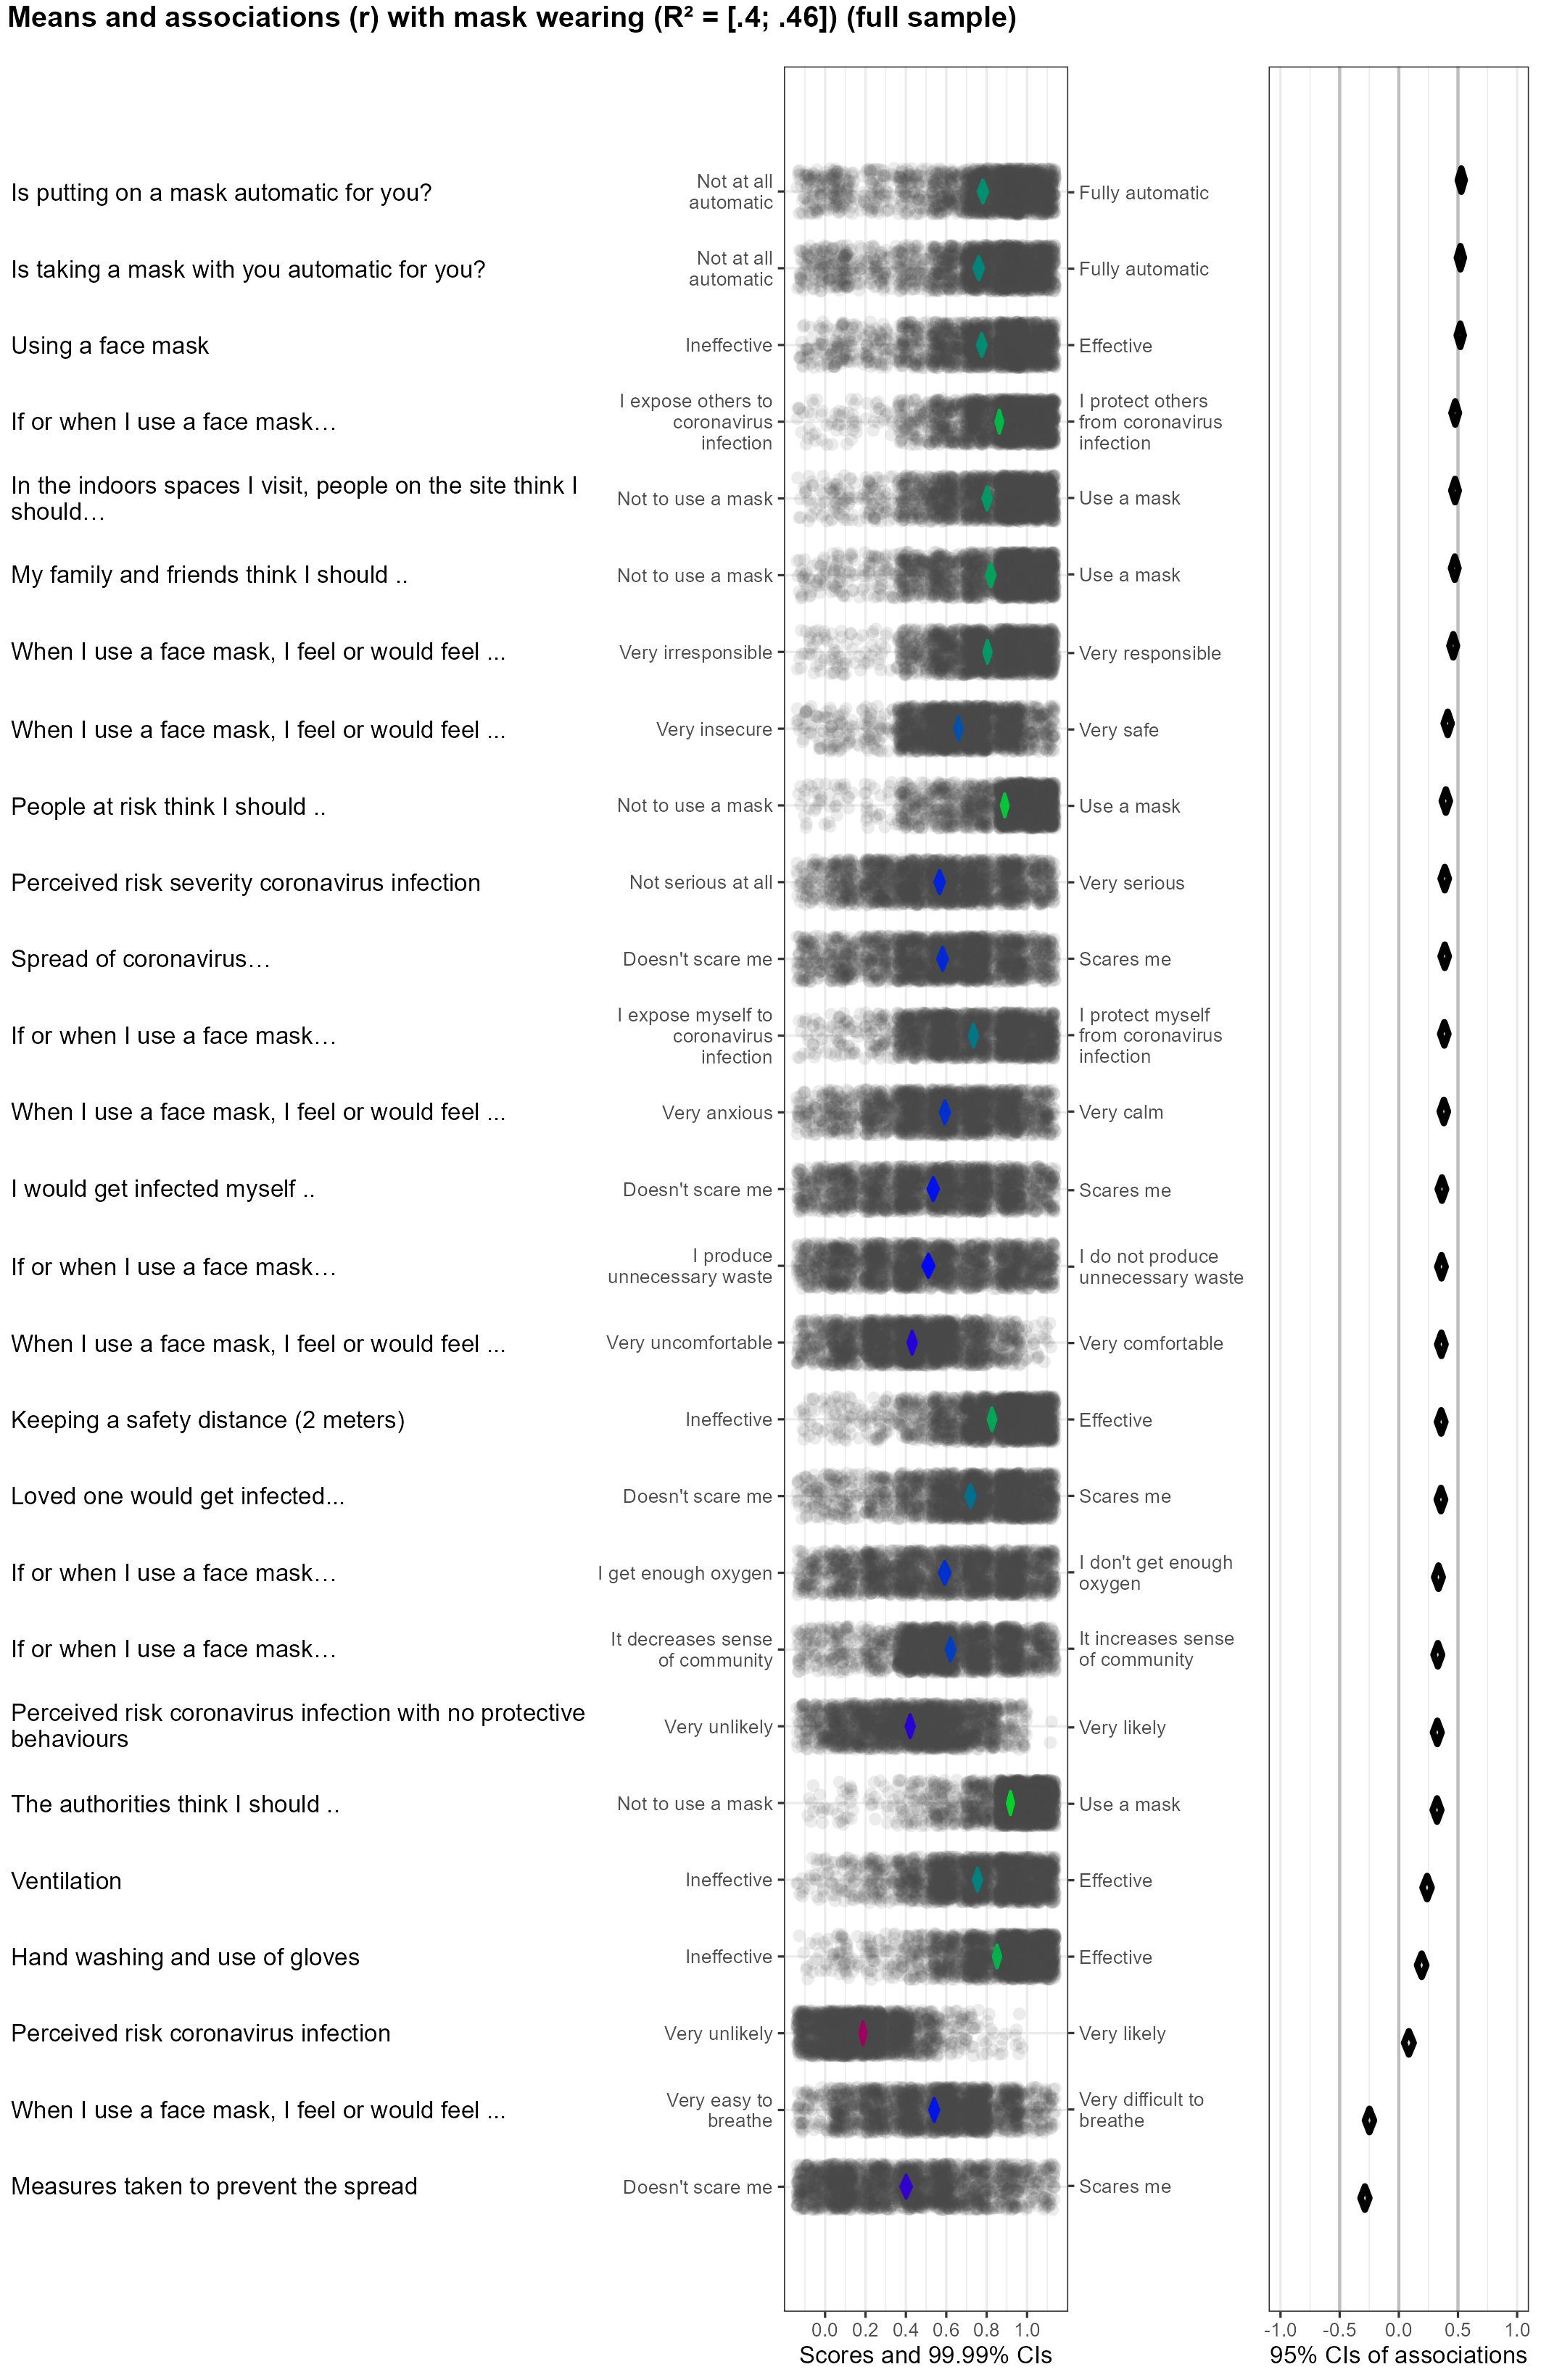 Means and associations (r) with mask wearing (R² = [.4; .46]) (full sample)
Is putting on a mask automatic for you?
Not at all
automatic
Fully automatic
Is taking a mask with you automatic for you?
Not at all
automatic
Fully automatic
Using a face mask
Ineffective
Effective
If or when I use a face mask…
I expose others to
coronavirus
infection
I protect others
from coronavirus
infection
In the indoors spaces I visit, people on the site think I
should…
Not to use a mask
Use a mask
My family and friends think I should ..
Not to use a mask
Use a mask
When I use a face mask, I feel or would feel ...
Very irresponsible
Very responsible
When I use a face mask, I feel or would feel ...
Very insecure
Very safe
People at risk think I should ..
Not to use a mask
Use a mask
Perceived risk severity coronavirus infection
Not serious at all
Very serious
Spread of coronavirus…
Doesn't scare me
Scares me
If or when I use a face mask…
I expose myself to
coronavirus
infection
I protect myself
from coronavirus
infection
When I use a face mask, I feel or would feel ...
Very anxious
Very calm
I would get infected myself ..
Doesn't scare me
Scares me
If or when I use a face mask…
I produce
unnecessary waste
I do not produce
unnecessary waste
When I use a face mask, I feel or would feel ...
Very uncomfortable
Very comfortable
Keeping a safety distance (2 meters)
Ineffective
Effective
Loved one would get infected...
Doesn't scare me
Scares me
If or when I use a face mask…
I get enough oxygen
I don't get enough
oxygen
If or when I use a face mask…
It decreases sense
of community
It increases sense
of community
Perceived risk coronavirus infection with no protective
behaviours
Very unlikely
Very likely
The authorities think I should ..
Not to use a mask
Use a mask
Ventilation
Ineffective
Effective
Hand washing and use of gloves
Ineffective
Effective
Perceived risk coronavirus infection
Very unlikely
Very likely
When I use a face mask, I feel or would feel ...
Very easy to
breathe
Very difficult to
breathe
Measures taken to prevent the spread
Doesn't scare me
Scares me
0.0 0.2 0.4 0.6 0.8 1.0
Scores and 99.99% CIs
-1.0 -0.5 0.0 0.5 1.0
95% CIs of associations